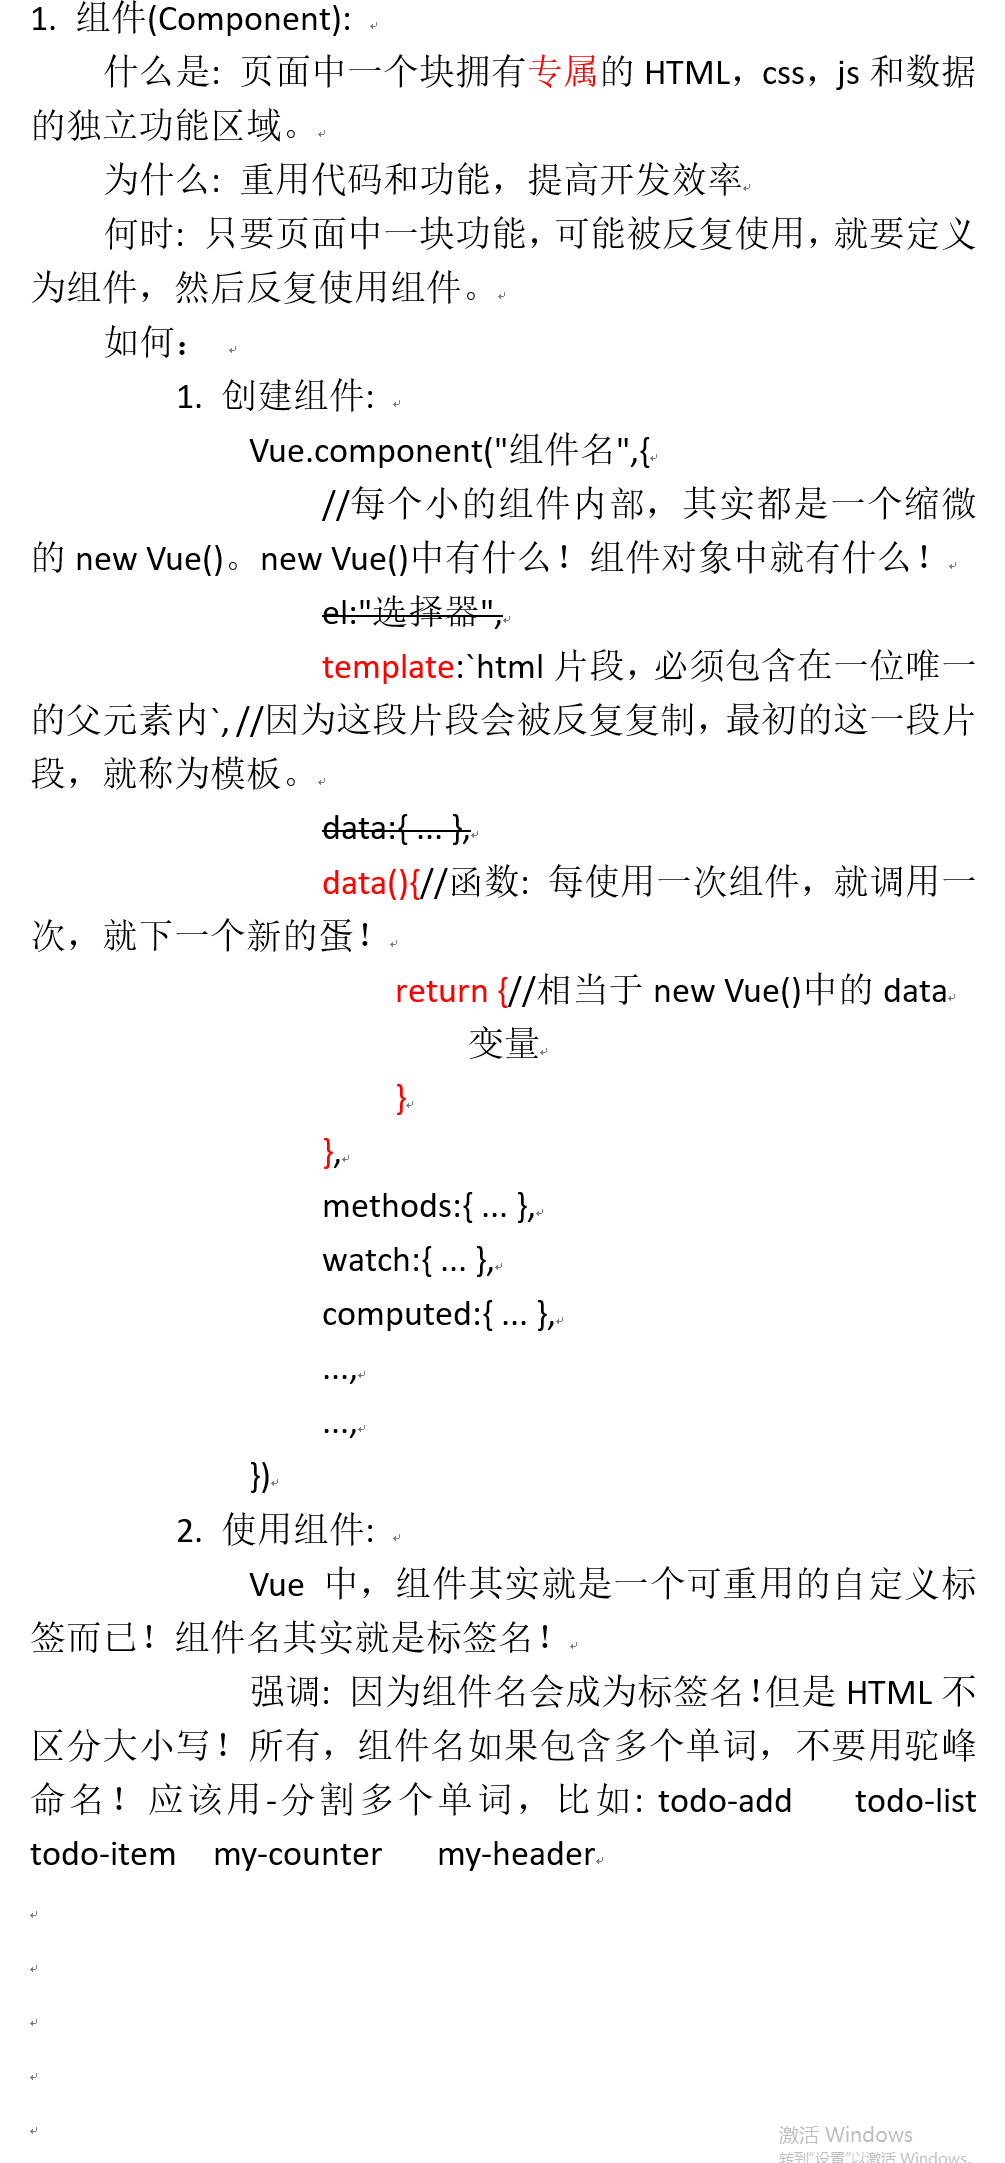 1. 组件(Component):
什么是: 页面中一个块拥有专属的 HTML，css，js 和数据
的独立功能区域。
为什么: 重用代码和功能，提高开发效率
何时: 只要页面中一块功能，可能被反复使用，就要定义
为组件，然后反复使用组件。
如何：
1. 创建组件:
Vue.component("组件名",{
//每个小的组件内部，其实都是一个缩微
的 new Vue()。new Vue()中有什么！组件对象中就有什么！
el:"选择器",
template:`html 片段，必须包含在一位唯一
的父元素内`, //因为这段片段会被反复复制，最初的这一段片
段，就称为模板。
data:{ ... },
data(){//函数: 每使用一次组件，就调用一
次，就下一个新的蛋！
return {//相当于 new Vue()中的 data
变量
}
},
methods:{ ... },
watch:{ ... },
computed:{ ... },
...,
...,
})
2. 使用组件:
Vue 中，组件其实就是一个可重用的自定义标
签而已！组件名其实就是标签名！
强调: 因为组件名会成为标签名！但是 HTML 不
区分大小写！所有，组件名如果包含多个单词，不要用驼峰
命名！应该用-分割多个单词，比如: todo-add todo-list
todo-item my-counter my-header
激活 Windows
转到"设置"以激活 Windows。